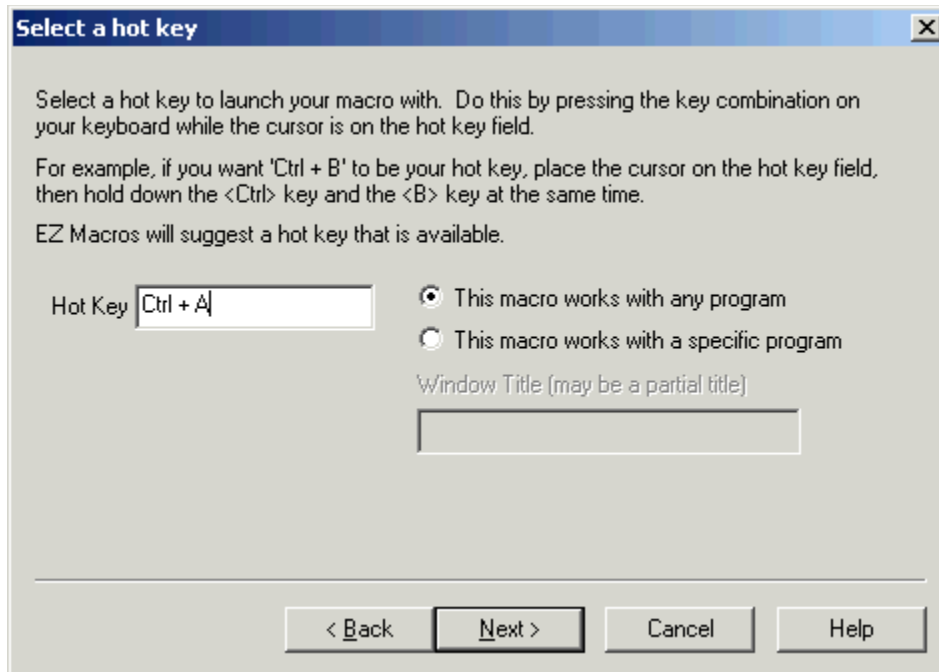 Select a hot key
Select a hot key to launch your macro with.  Do this by pressing the key combination on
your keyboard while the cursor is on the hot key field.
For example, if you want 'Ctrl + B' to be your hot key, place the cursor on the hot key field,
then hold down the <Ctrl> key and the <B> key at the same time.
EZ Macros will suggest a hot key that is available.
Hot Key Ctrl + A
This macro works with any program
This macro works with a specific program
Window Title (may be a partial title)
< Back Next > Cancel Help